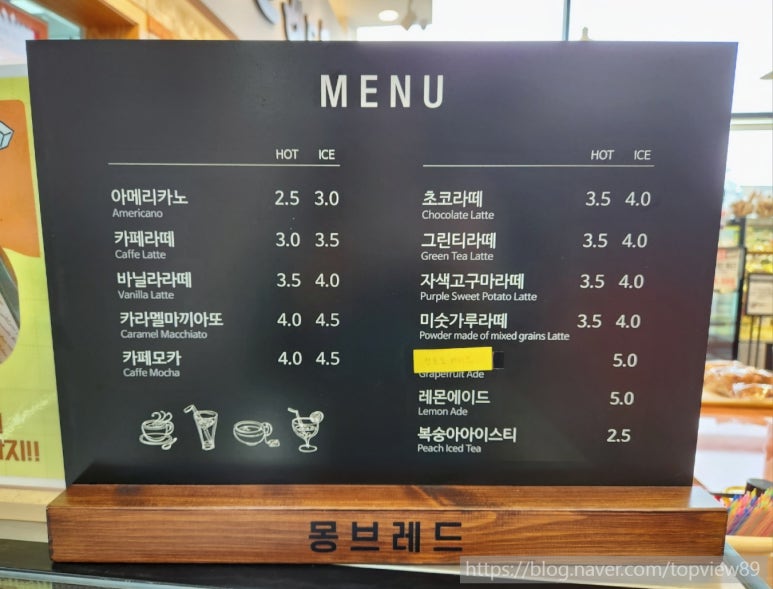 MENU
HOT ICE
아메리카노 2.5 3.0
Americano
카페라떼 3.0 3.5
Caffe Latte
바닐라라떼 3.5 4.0
Vanilla Latte
카라멜마끼아또 4.0 4.5
Caramel Macchiato
카페모카 4.0 4.5
Caffe Mocha
HOT ICE
초코라떼 3.5 4.0
Chocolate Latte
그린티라떼 3.5 4.0
Green Tea Latte
자색고구마라떼 3.5 4.0
Purple Sweet Potato Latte
미숫가루라떼 3.5 4.0
Powder made of mixed grains Latte
5.0
Grapefruit Ade
레몬에이드 5.0
Lemon Ade
복숭아아이스티 2.5
Peach Iced Tea
몽브레드
https://blog.naver.com/topview89